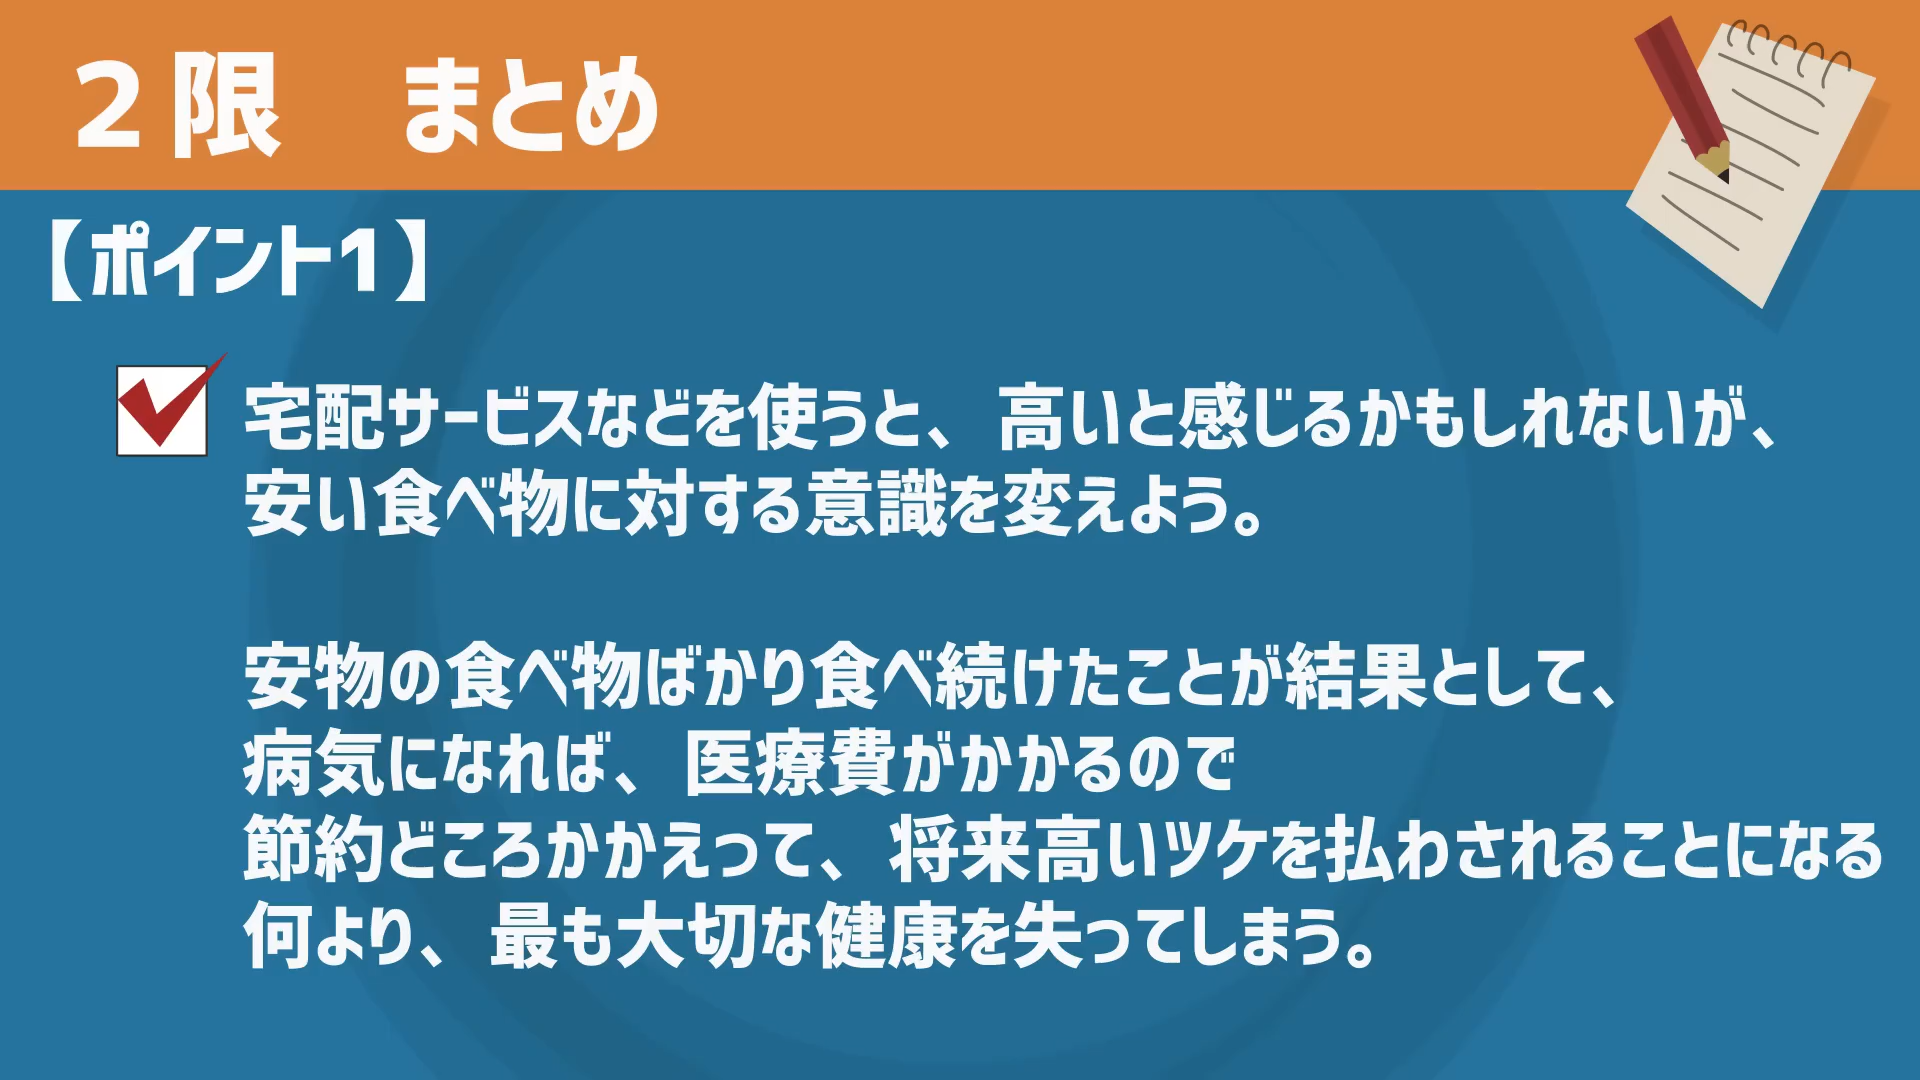 ２限　まとめ
【ポイント1】
宅配サービスなどを使うと、高いと感じるかもしれないが、
安い食べ物に対する意識を変えよう。
安物の食べ物ばかり食べ続けたことが結果として、
病気になれば、医療費がかかるので
節約どころかかえって、将来高いツケを払わされることになる
何より、最も大切な健康を失ってしまう。